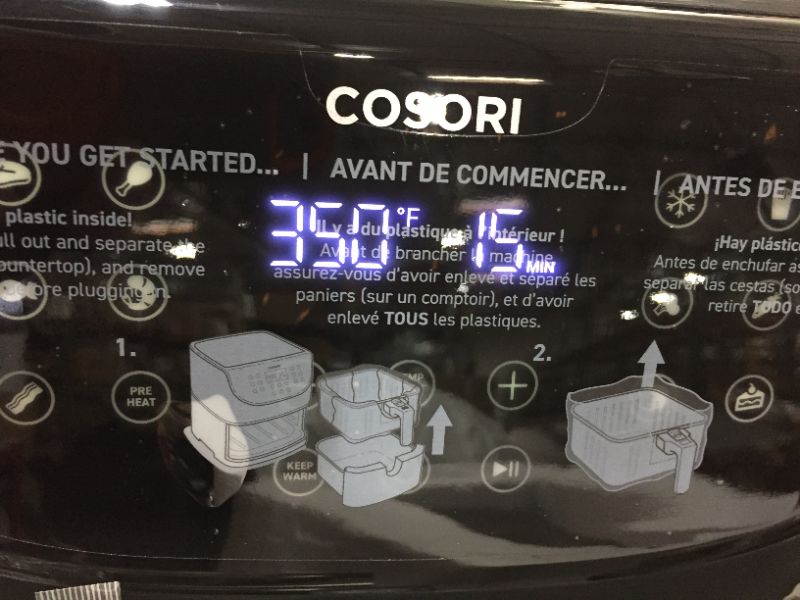 COSORI
YOU GET STARTED... | AVANT DE COMMENCER... | ANTES DE E
350°F 15 MIN
plastic inside!
ll out and separate the
ountertop), and remove
efore plugging in.
Il y a du plastique à l'intérieur !
Avant de brancher la machine,
assurez-vous d'avoir enlevé et séparé les
paniers (sur un comptoir), et d'avoir
enlevé TOUS les plastiques.
¡Hay plástic
Antes de enchufar as
separar las cestas (so
retire TODO e
1.
2.
PRE
HEAT
KEEP
WARM